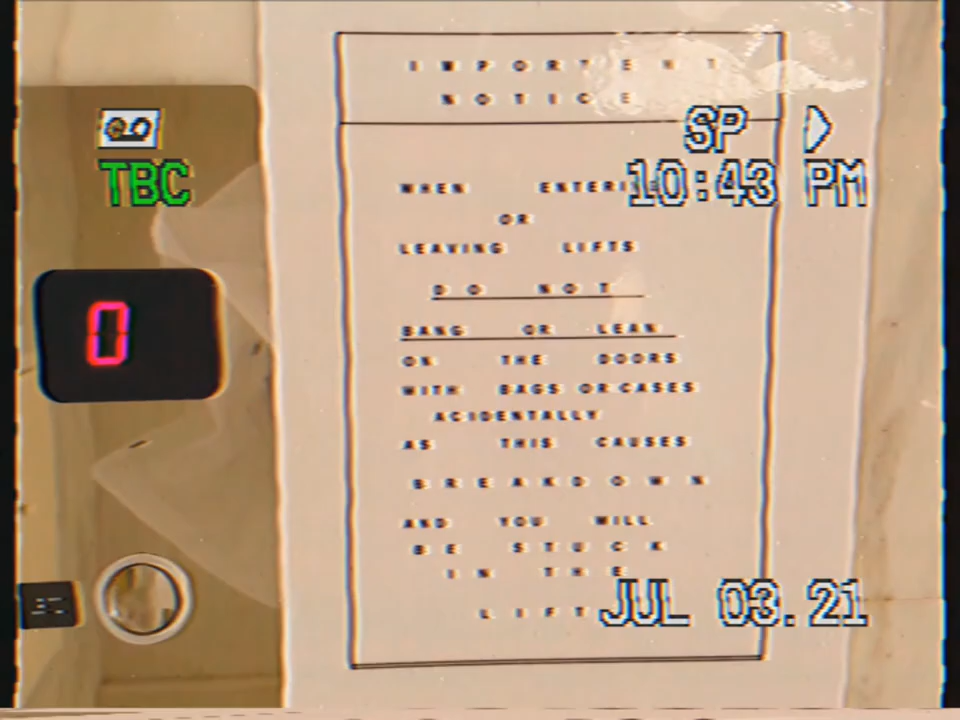 IMPORTENT
NOTICE
SP
TBC
10:43 PM
WHEN ENTERING
OR
LEAVING LIFTS
DO NOT
0
BANG OR LEAN
ON THE DOORS
WITH BAGS OR CASES
ACIDENTALLY
AS THIS CAUSES
BREAKDOWN
AND YOU WILL
BE STUCK
IN THE
LIFT
JUL 03.21